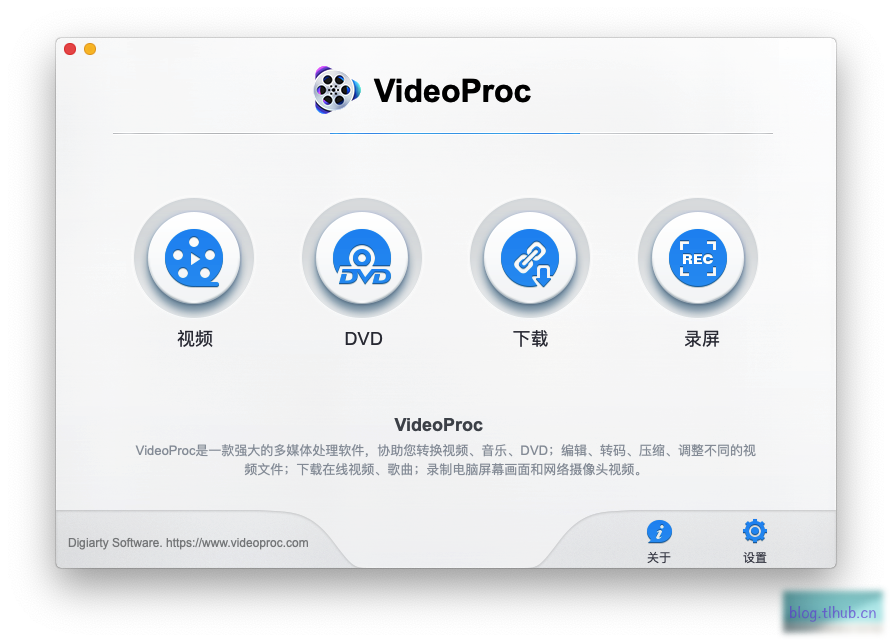 VideoProc
DVD
REC
视频
DVD
下载
录屏
VideoProc
VideoProc是一款强大的多媒体处理软件，协助您转换视频、音乐、DVD；编辑、转码、压缩、调整不同的视
频文件；下载在线视频、歌曲；录制电脑屏幕画面和网络摄像头视频。
Digiarty Software. https://www.videoproc.com
关于
设置
blog.tlhub.cn